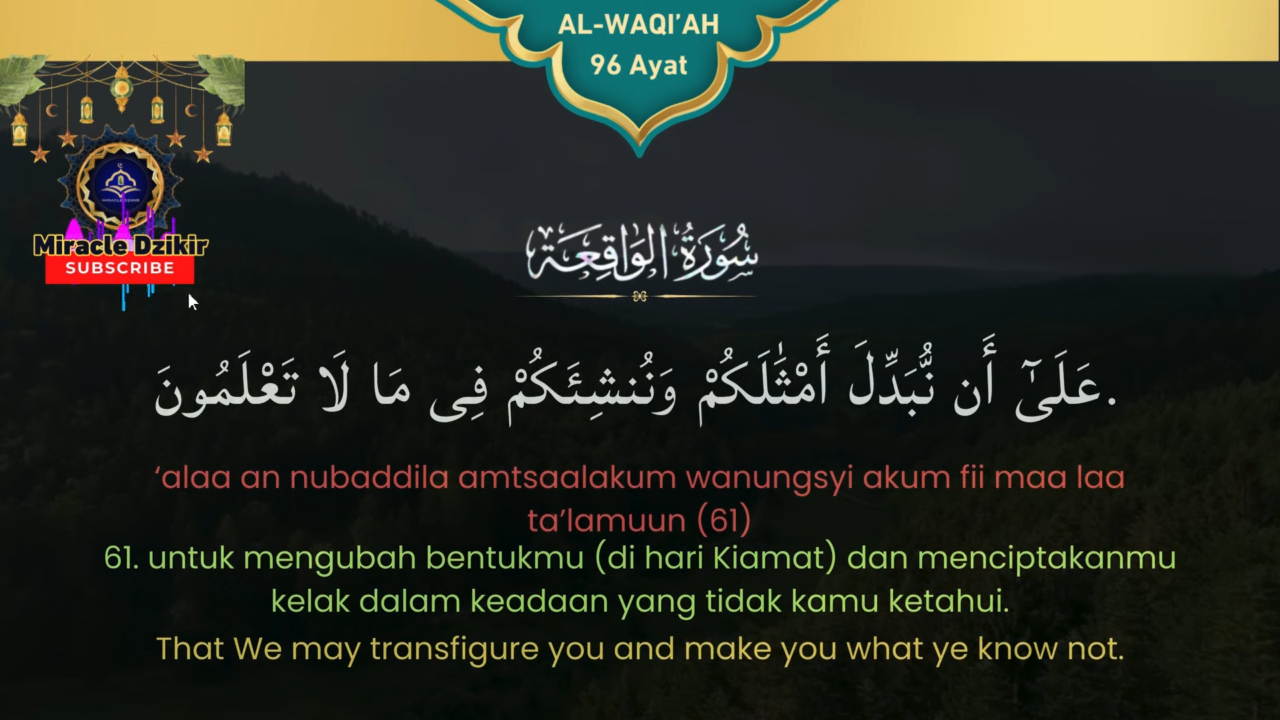 AL-WAQI’AH
96 Ayat
Miracle Dzikir
SUBSCRIBE
سُورَةُ الوَاقِعَة
عَلَىٰٓ أَن نُّبَدِّلَ أَمْثَٰلَكُمْ وَنُنشِئَكُمْ فِى مَا لَا تَعْلَمُونَ.
‘alaa an nubaddila amtsaalakum wanungsyi akum fii maa laa
ta’lamuun (61)
61. untuk mengubah bentukmu (di hari Kiamat) dan menciptakanmu
kelak dalam keadaan yang tidak kamu ketahui.
That We may transfigure you and make you what ye know not.